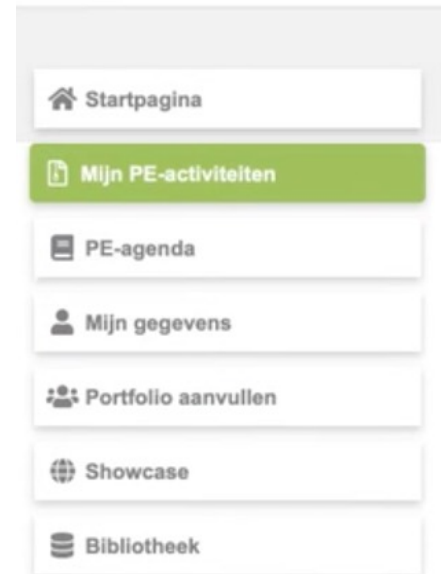 Startpagina
Mijn PE-activiteiten
PE-agenda
Mijn gegevens
Portfolio aanvullen
Showcase
Bibliotheek